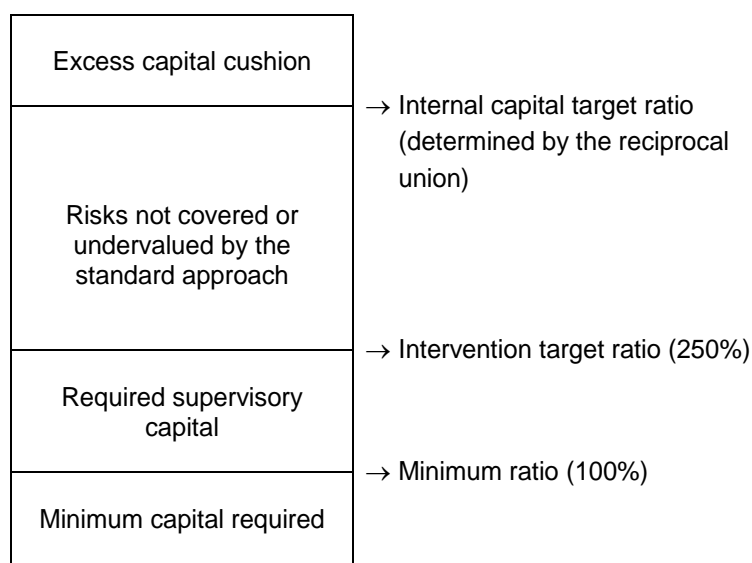 Excess capital cushion
→ Internal capital target ratio
(determined by the reciprocal
union)
Risks not covered or
undervalued by the
standard approach
→ Intervention target ratio (250%)
Required supervisory
capital
→ Minimum ratio (100%)
Minimum capital required